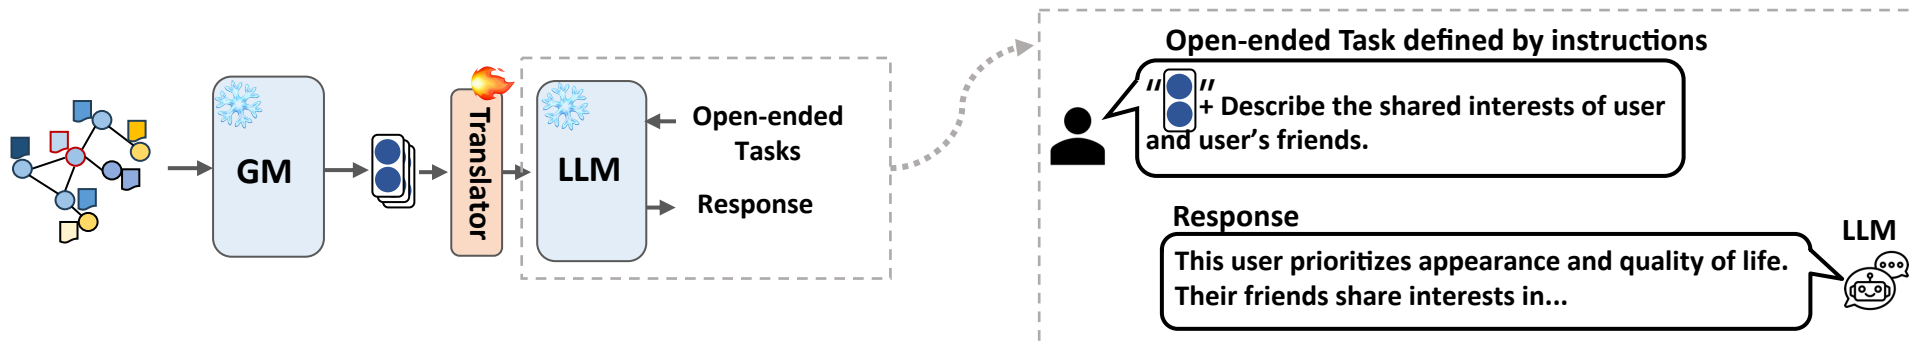 GM
Translator
LLM
Open-ended
Tasks
Response
Open-ended Task defined by instructions
“ ”+ Describe the shared interests of user
and user's friends.
Response
This user prioritizes appearance and quality of life.
Their friends share interests in...
LLM